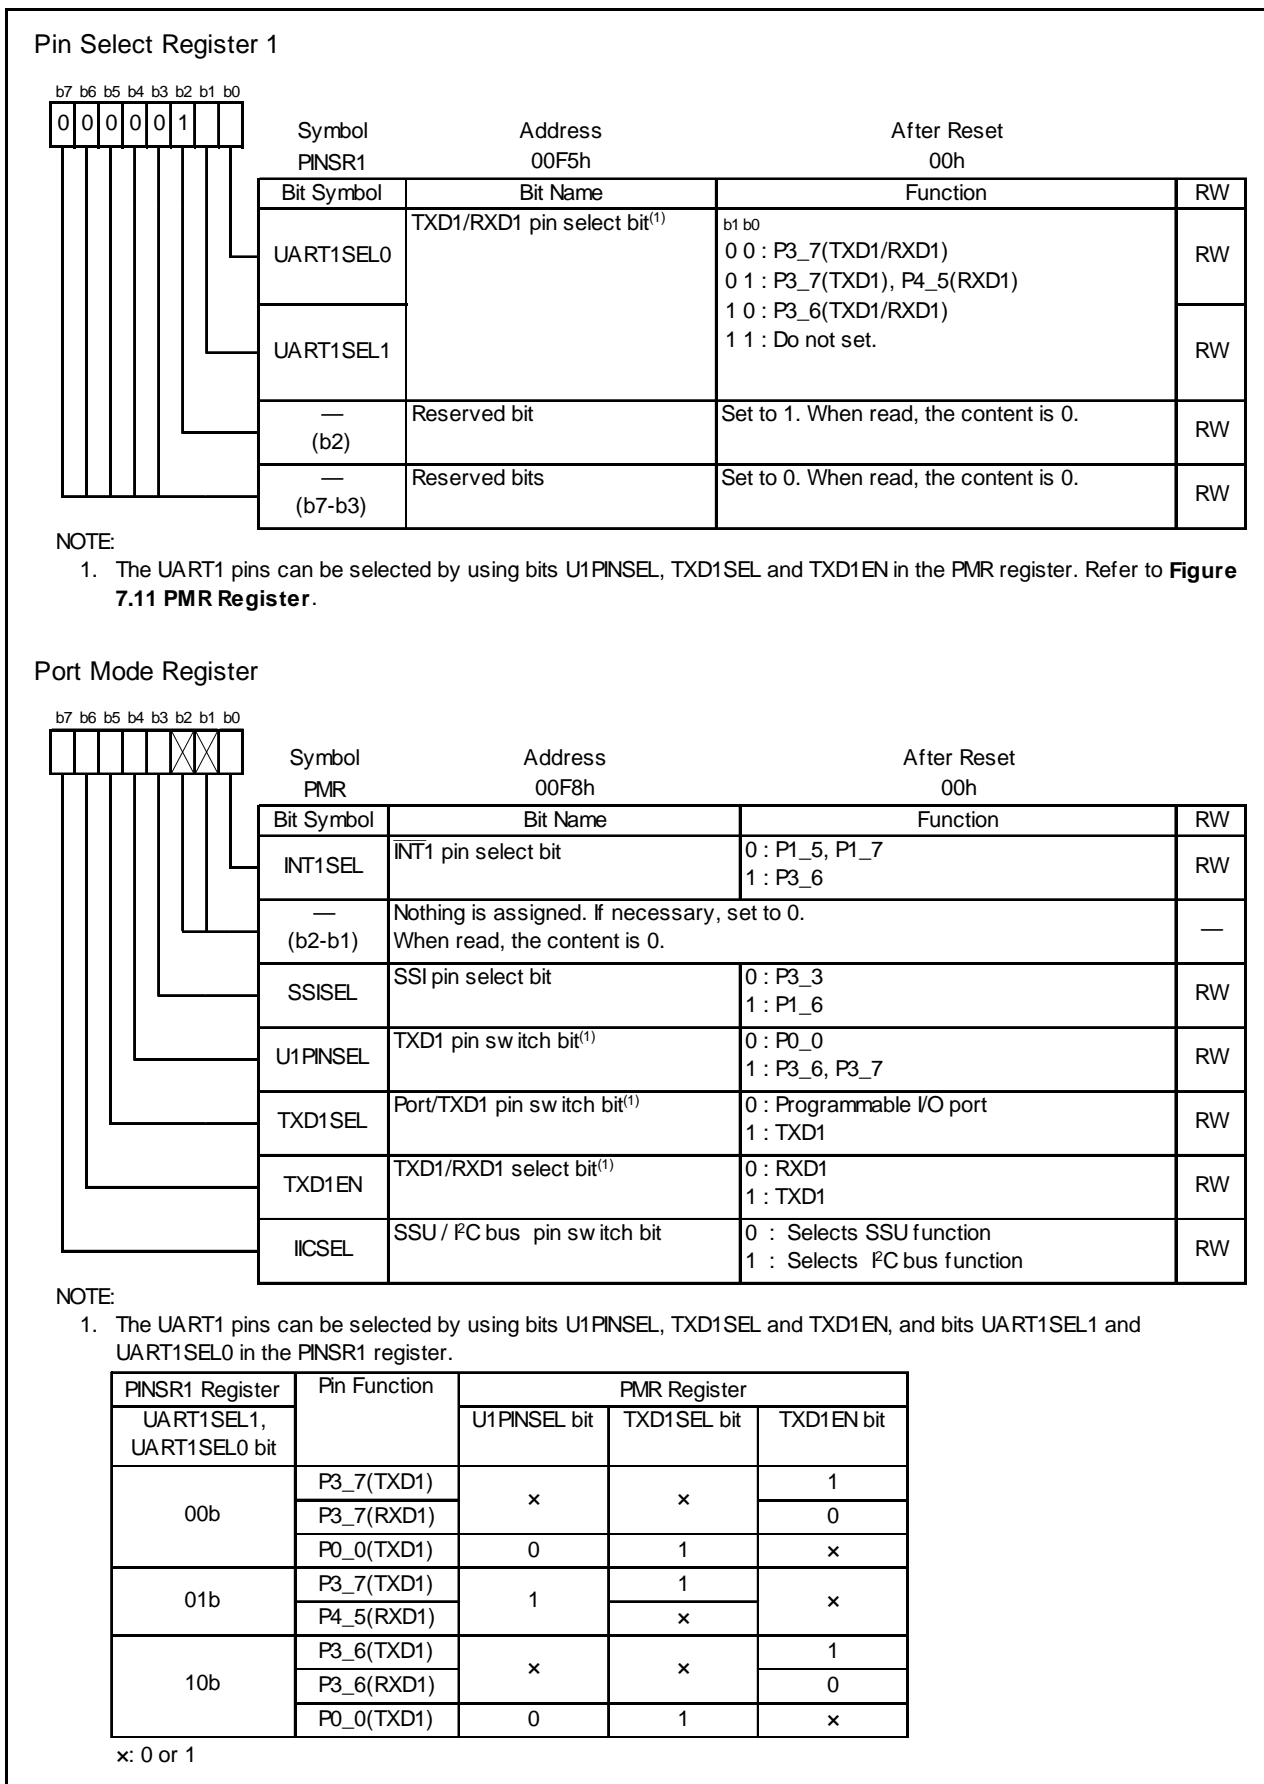 Pin Select Register 1
b7 b6 b5 b4 b3 b2 b1 b0
0 0 0 0 0 1
Symbol Address After Reset
PINSR1 00F5h 00h
Bit Symbol Bit Name Function RW
UART1SEL0 TXD1/RXD1 pin select bit(1) b1 b0
0 0 : P3_7(TXD1/RXD1) RW
0 1 : P3_7(TXD1), P4_5(RXD1)
1 0 : P3_6(TXD1/RXD1)
UART1SEL1 1 1 : Do not set. RW
— Reserved bit Set to 1. When read, the content is 0. RW
(b2)
— Reserved bits Set to 0. When read, the content is 0. RW
(b7-b3)
NOTE:
1. The UART1 pins can be selected by using bits U1PINSEL, TXD1SEL and TXD1EN in the PMR register. Refer to Figure
7.11 PMR Register.
Port Mode Register
b7 b6 b5 b4 b3 b2 b1 b0
Symbol Address After Reset
PMR 00F8h 00h
Bit Symbol Bit Name Function RW
INT1SEL INT1 pin select bit 0 : P1_5, P1_7 RW
1 : P3_6
— Nothing is assigned. If necessary, set to 0. —
(b2-b1) When read, the content is 0.
SSISEL SSI pin select bit 0 : P3_3 RW
1 : P1_6
U1PINSEL TXD1 pin switch bit(1) 0 : P0_0 RW
1 : P3_6, P3_7
TXD1SEL Port/TXD1 pin switch bit(1) 0 : Programmable I/O port RW
1 : TXD1
TXD1EN TXD1/RXD1 select bit(1) 0 : RXD1 RW
1 : TXD1
IICSEL SSU / I²C bus pin switch bit 0 : Selects SSU function RW
1 : Selects I²C bus function
NOTE:
1. The UART1 pins can be selected by using bits U1PINSEL, TXD1SEL and TXD1EN, and bits UART1SEL1 and
UART1SEL0 in the PINSR1 register.
PINSR1 Register Pin Function PMR Register
UART1SEL1, U1PINSEL bit TXD1SEL bit TXD1EN bit
UART1SEL0 bit
00b P3_7(TXD1) × × 1
P3_7(RXD1) 0
P0_0(TXD1) 0 1 ×
01b P3_7(TXD1) 1 1 ×
P4_5(RXD1) ×
10b P3_6(TXD1) × × 1
P3_6(RXD1) 0
P0_0(TXD1) 0 1 ×
×: 0 or 1